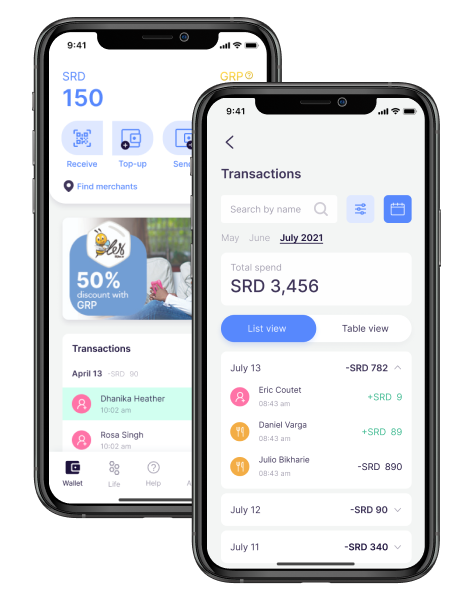 9:41
SRD
GRP
150
Receive
Top-up
Send
Find merchants
lex
50%
discount with
GRP
Transactions
April 13 -SRD 90
Dhanika Heather
10:02 am
Rosa Singh
10:02 am
Wallet
Life
Help
A
9:41
Transactions
Search by name
May June July 2021
Total spend
SRD 3,456
List view
Table view
July 13 -SRD 782
Eric Coutet
08:43 am
+SRD 9
Daniel Varga
08:43 am
+SRD 89
Julio Bikharie
08:43 am
-SRD 890
July 12 -SRD 90
July 11 -SRD 340